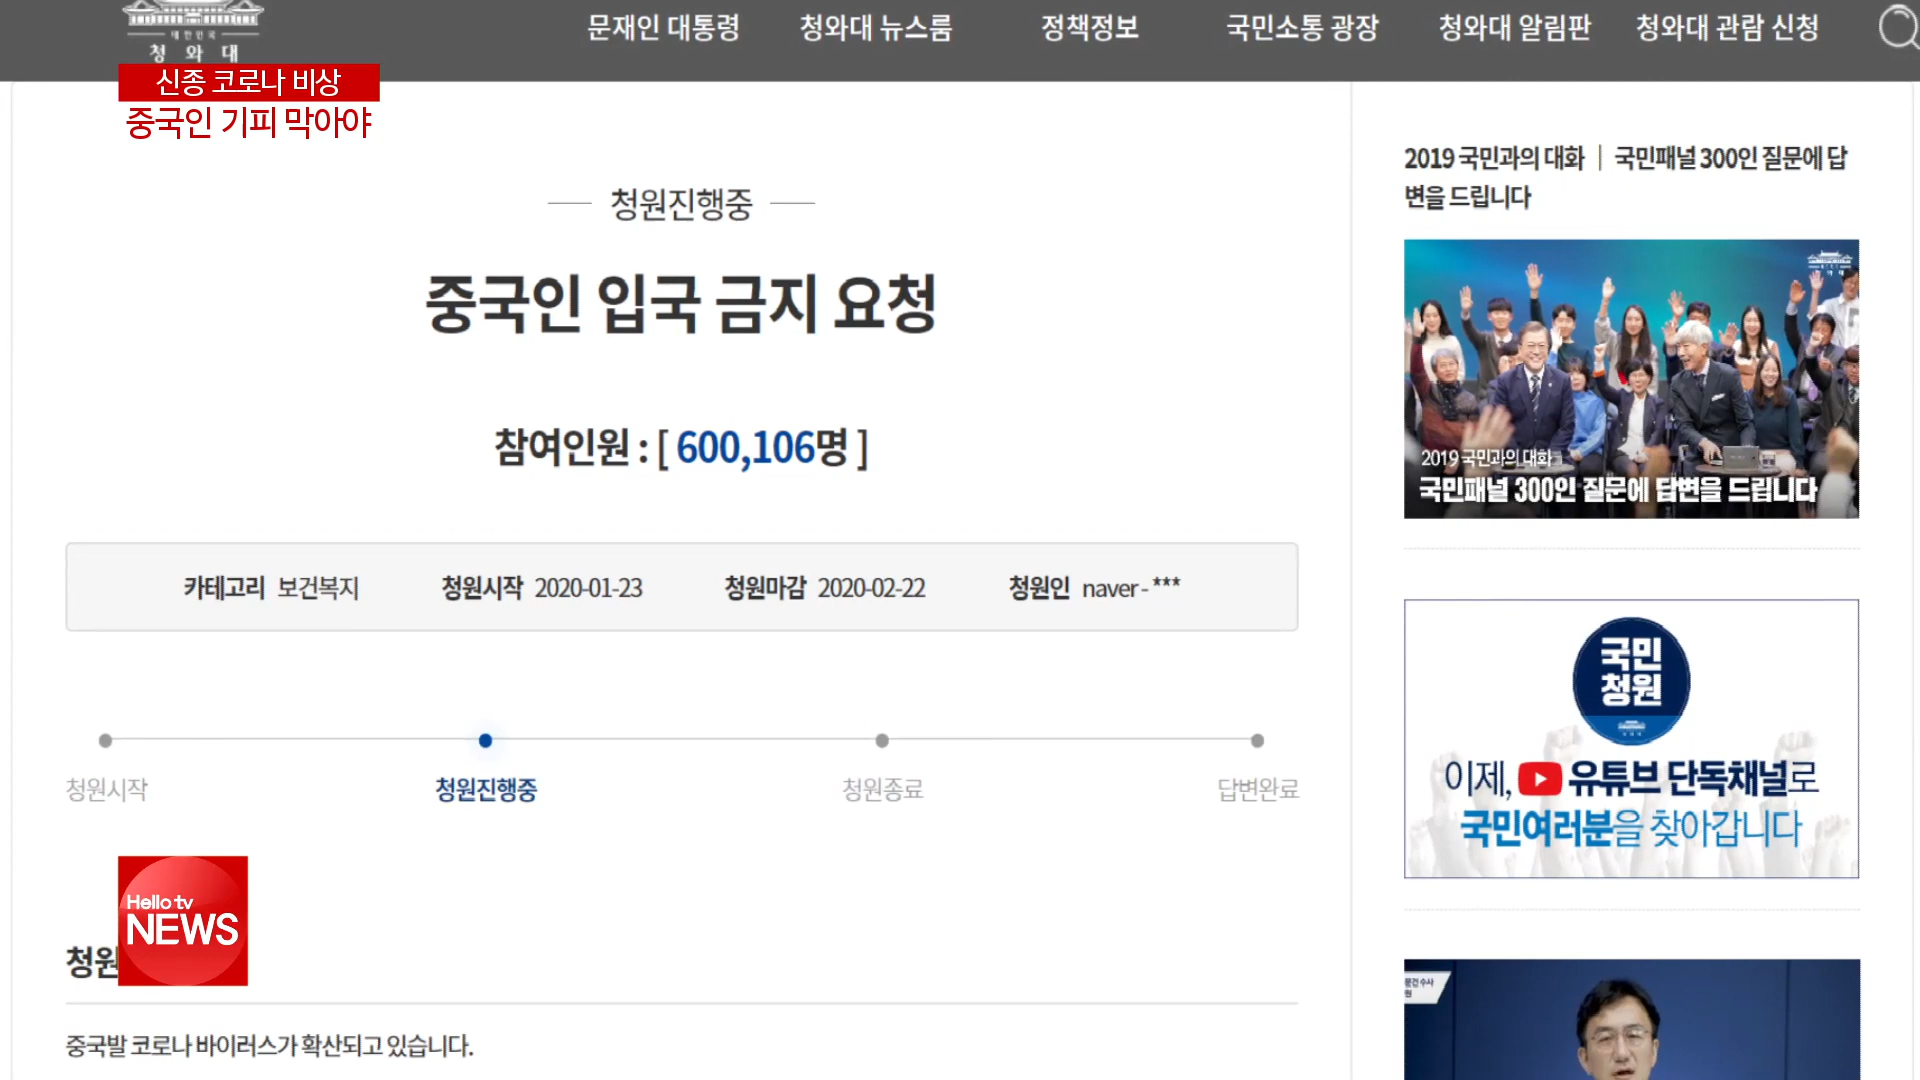 문재인 대통령 청와대 뉴스룸 정책정보 국민소통 광장 청와대 알림판 청와대 관람 신청
대한민국
청와대
신종 코로나 비상
중국인 기피 막아야
청원진행중
중국인 입국 금지 요청
참여인원 : [ 600,106명 ]
카테고리 보건복지 청원시작 2020-01-23 청원마감 2020-02-22 청원인 naver - ***
청원시작 청원진행중 청원종료 답변완료
Hello tv
NEWS
청원
중국발 코로나 바이러스가 확산되고 있습니다.
2019 국민과의 대화 | 국민패널 300인 질문에 답
변을 드립니다
2019 국민과의 대화
국민패널 300인 질문에 답변을 드립니다
국민
청원
이제, 유튜브 단독채널로
국민여러분을 찾아갑니다